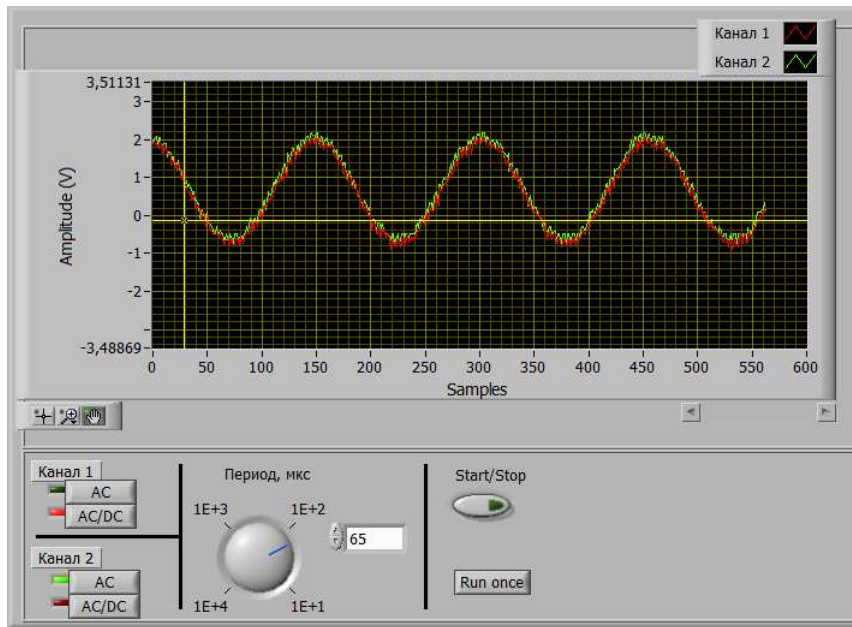 Канал 1
Канал 2
3,51131
3
2
1
0
-1
-2
-3,48869
Amplitude (V)
0 50 100 150 200 250 300 350 400 450 500 550 600
Samples
Канал 1
AC
AC/DC
Канал 2
AC
AC/DC
Период, мкс
1E+3 1E+2
1E+4 1E+1
65
Start/Stop
Run once